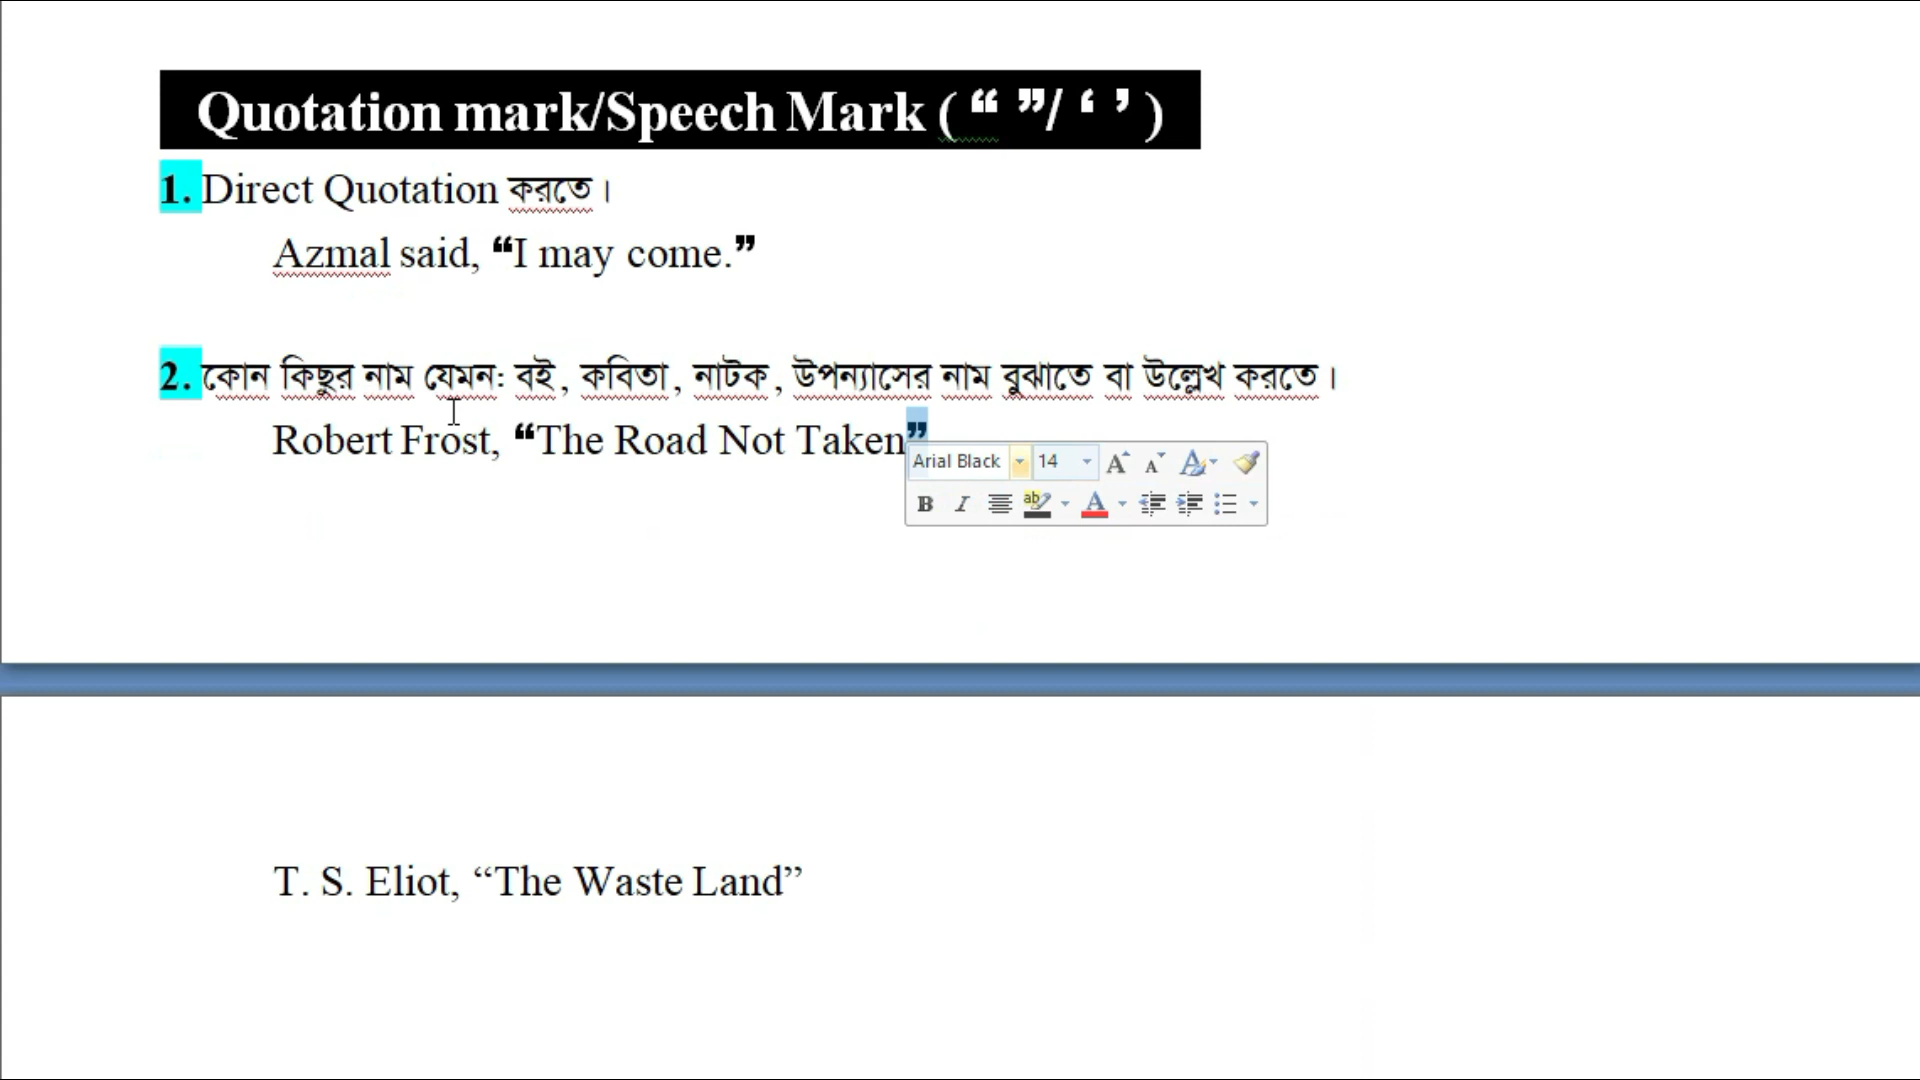 Quotation mark/Speech Mark ( “ ”/ ‘ ’ )
1. Direct Quotation করতে।
Azmal said, “I may come.”
2. কোন কিছুর নাম যেমন: বই, কবিতা, নাটক, উপন্যাসের নাম বুঝাতে বা উল্লেখ করতে।
Robert Frost, “The Road Not Taken”
Arial Black 14
T. S. Eliot, “The Waste Land”